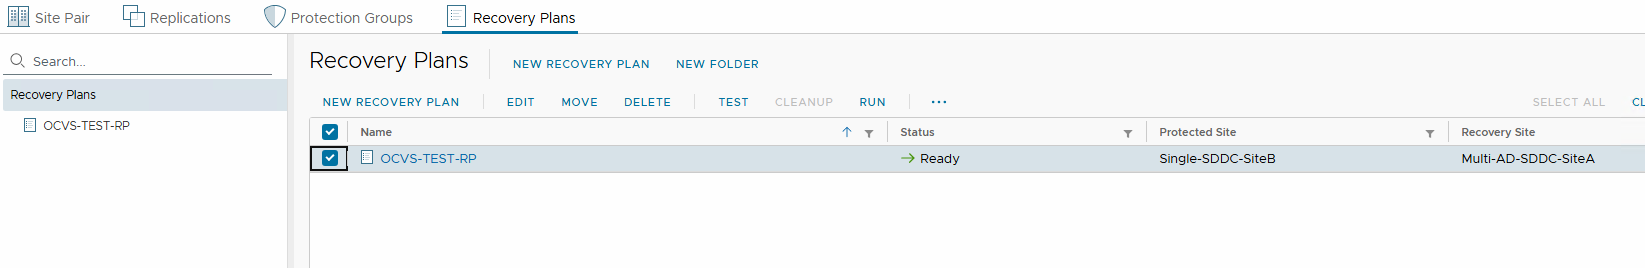 Site Pair Replications Protection Groups Recovery Plans
Search...
Recovery Plans
OCVS-TEST-RP
Recovery Plans NEW RECOVERY PLAN NEW FOLDER
NEW RECOVERY PLAN EDIT MOVE DELETE TEST CLEANUP RUN ... SELECT ALL CL
Name Status Protected Site Recovery Site
OCVS-TEST-RP Ready Single-SDDC-SiteB Multi-AD-SDDC-SiteA